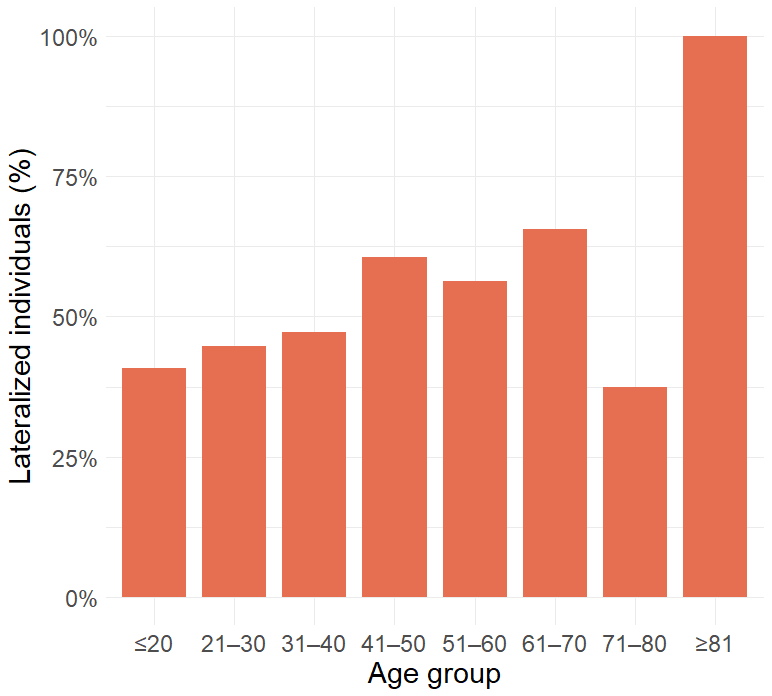 Lateralized individuals (%)
100%
75%
50%
25%
0%
≤20 21–30 31–40 41–50 51–60 61–70 71–80 ≥81
Age group